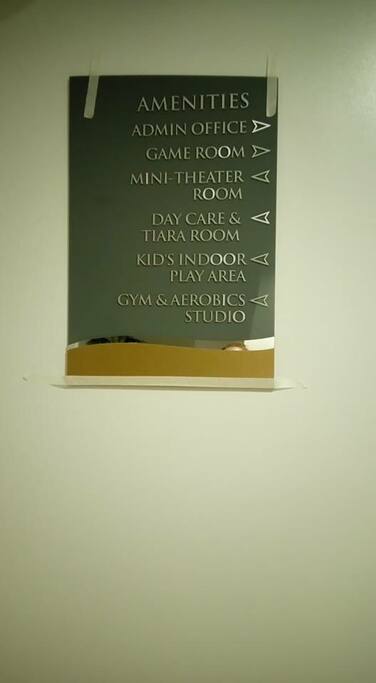 AMENITIES
ADMIN OFFICE
GAME ROOM
MINI-THEATER
ROOM
DAY CARE &
TIARA ROOM
KID'S INDOOR
PLAY AREA
GYM & AEROBICS
STUDIO